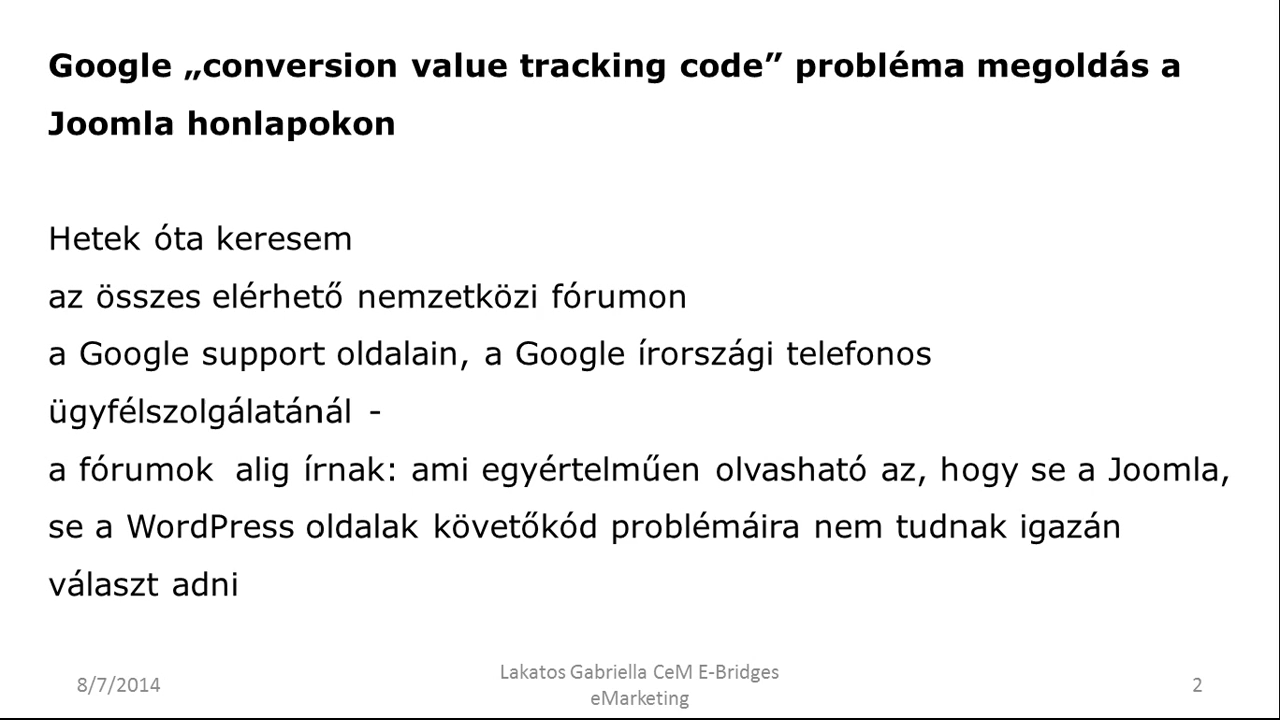 Google „conversion value tracking code” probléma megoldás a
Joomla honlapokon
Hetek óta keresem
az összes elérhető nemzetközi fórumon
a Google support oldalain, a Google írországi telefonos
ügyfélszolgálatánál -
a fórumok alig írnak: ami egyértelműen olvasható az, hogy se a Joomla,
se a WordPress oldalak követőkód problémáira nem tudnak igazán
választ adni
8/7/2014
Lakatos Gabriella CeM E-Bridges
eMarketing
2